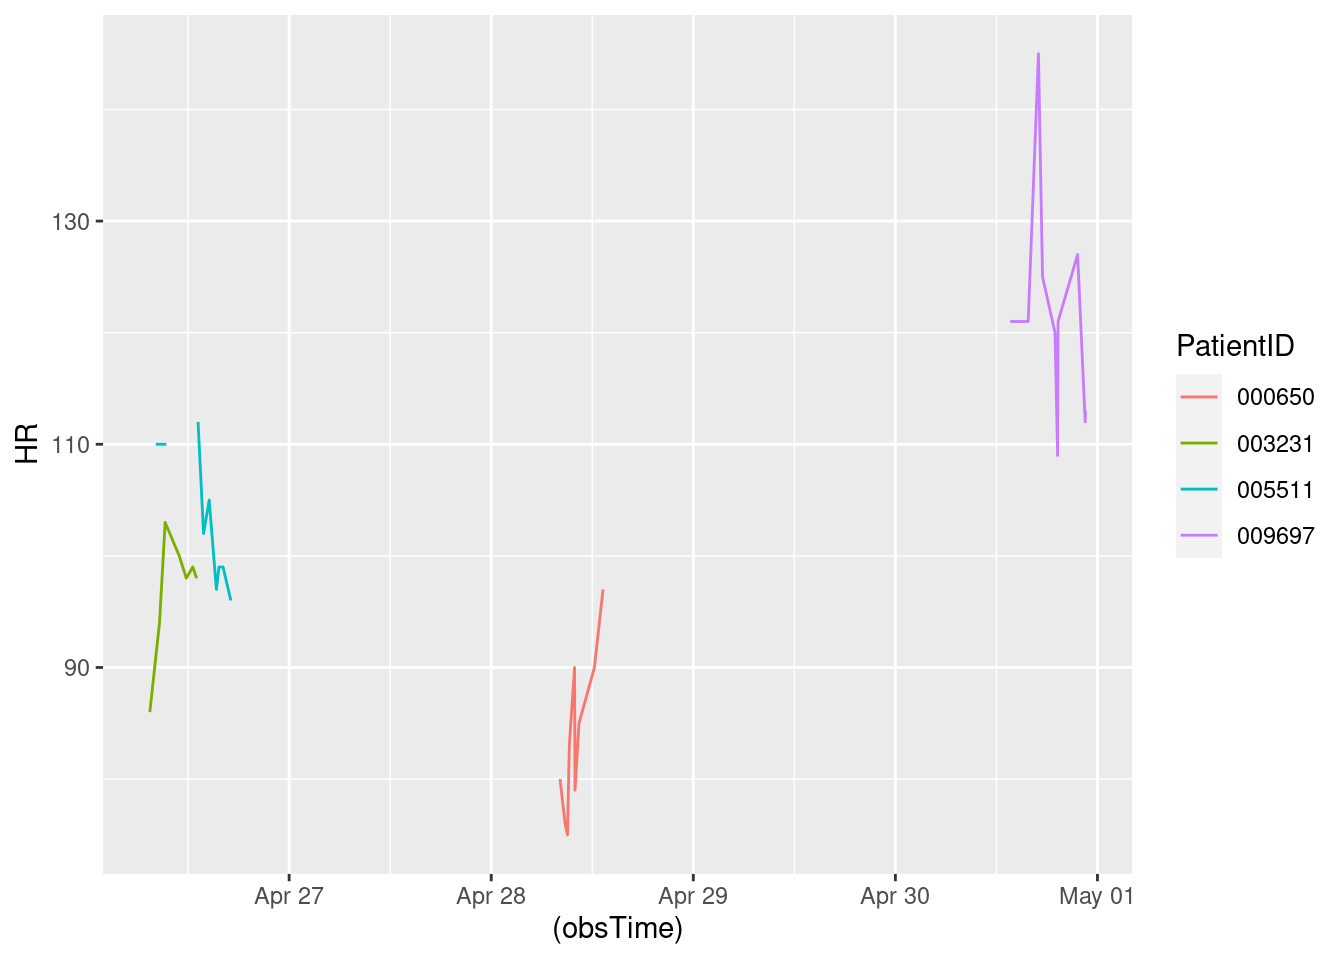 HR
130
110
90
Apr 27
Apr 28
Apr 29
Apr 30
May 01
(obsTime)
PatientID
000650
003231
005511
009697